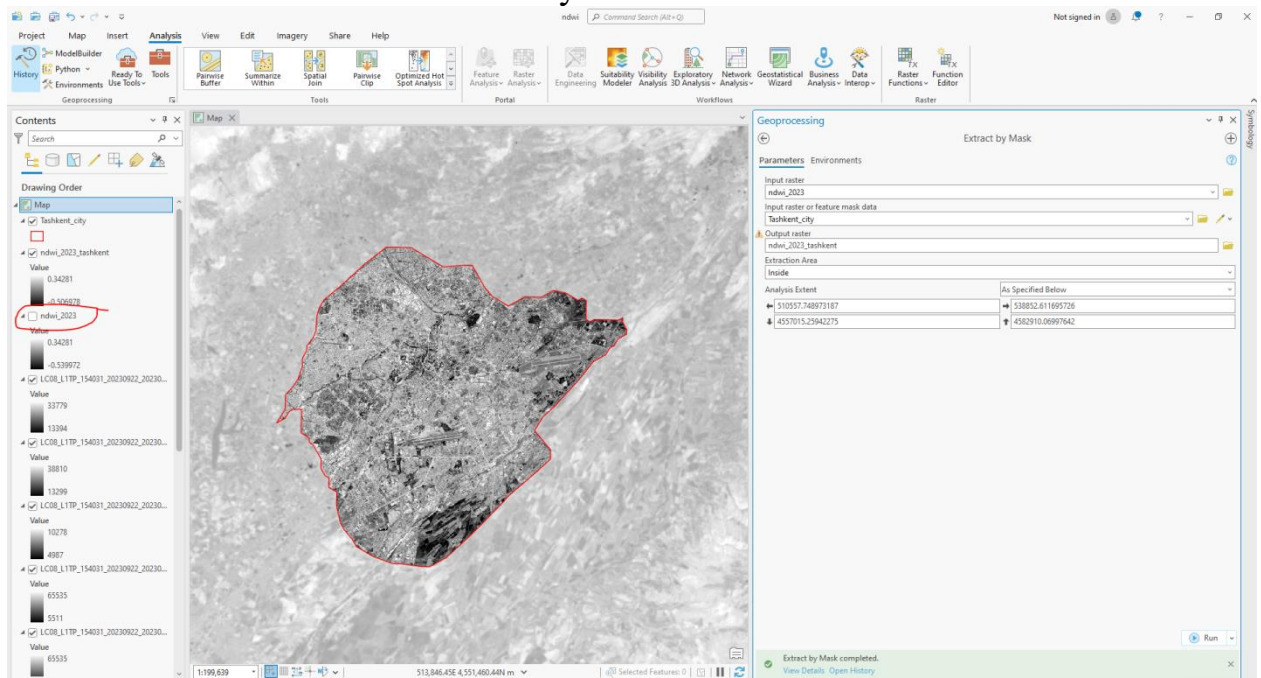 y
ndwi
Command Search (Alt+Q)
Not signed in
?
Project Map Insert Analysis View Edit Imagery Share Help
History
ModelBuilder
Python
Environments
Ready To Use Tools
Tools
Pairwise Buffer
Summarize Within
Spatial Join
Pairwise Clip
Optimized Hot Spot Analysis
Feature Analysis
Raster Analysis
Data Engineering
Suitability Modeler
Visibility Analysis
Exploratory 3D Analysis
Network Analysis
Geostatistical Wizard
Business Analysis
Data Interop
Raster Functions
Function Editor
Geoprocessing
Tools
Portal
Workflows
Raster
Contents
Search
Drawing Order
Map
Tashkent_city
ndwi_2023_tashkent
Value
0.34281
-0.506978
ndwi_2023
Value
0.34281
-0.539972
LC08_L1TP_154031_20230922_20230...
Value
33779
13394
LC08_L1TP_154031_20230922_20230...
Value
38810
13299
LC08_L1TP_154031_20230922_20230...
Value
10278
4987
LC08_L1TP_154031_20230922_20230...
Value
65535
5511
LC08_L1TP_154031_20230922_20230...
Value
65535
Map
1:199,639
513,846.45E 4,551,460.44N m
Selected Features: 0
Geoprocessing
Extract by Mask
Parameters Environments
?
Input raster
ndwi_2023
Input raster or feature mask data
Tashkent_city
Output raster
ndwi_2023_tashkent
Extraction Area
Inside
Analysis Extent
As Specified Below
510557.748973187
538852.611695726
4557015.25942275
4582910.06997642
Run
Extract by Mask completed.
View Details Open History
Symbology